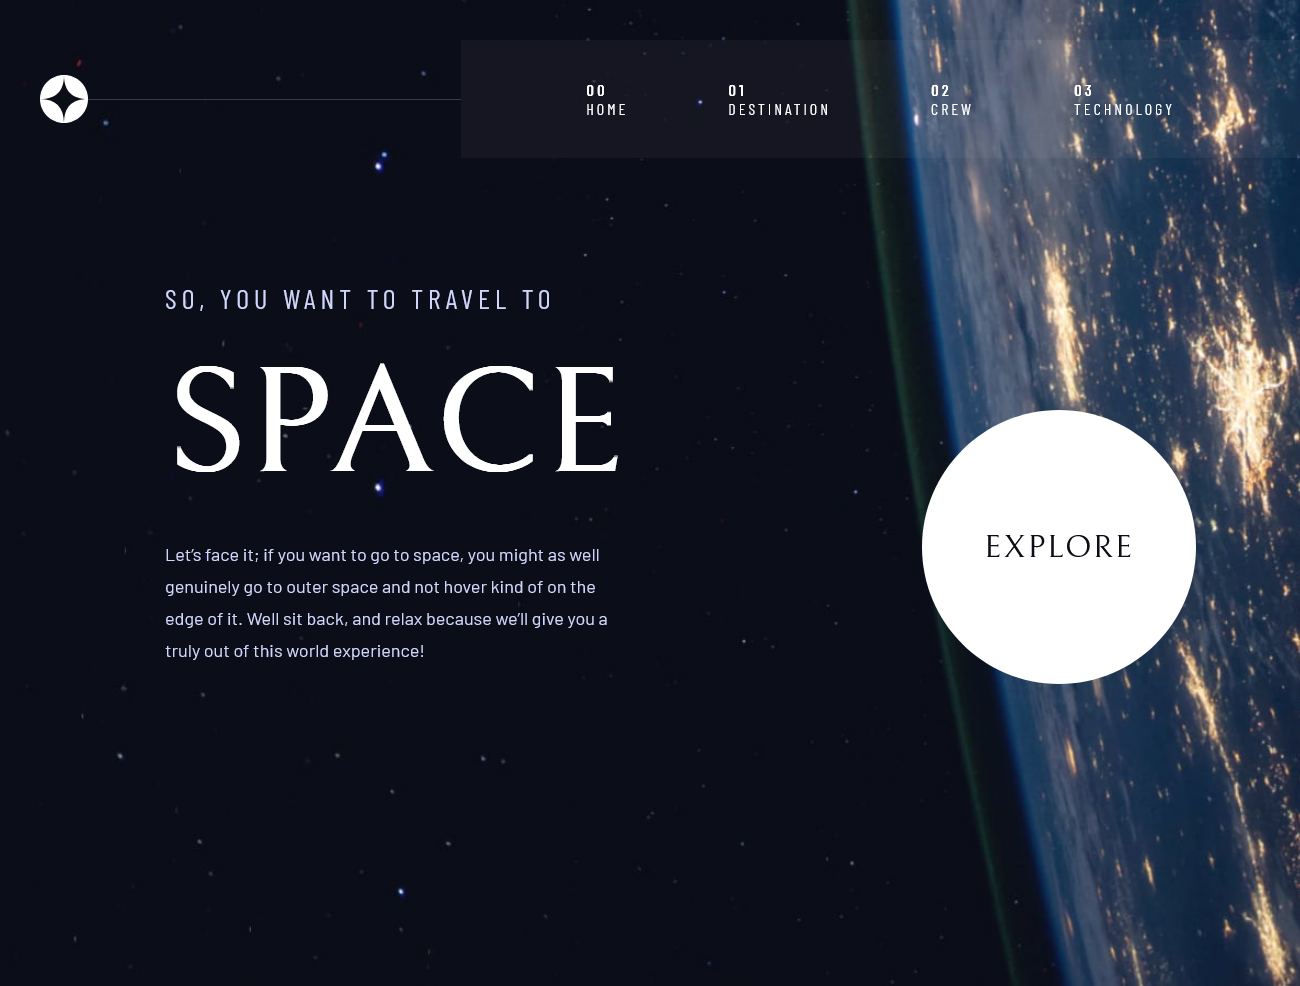 00
HOME
01
DESTINATION
02
CREW
03
TECHNOLOGY
SO, YOU WANT TO TRAVEL TO
SPACE
Let’s face it; if you want to go to space, you might as well
genuinely go to outer space and not hover kind of on the
edge of it. Well sit back, and relax because we’ll give you a
truly out of this world experience!
EXPLORE